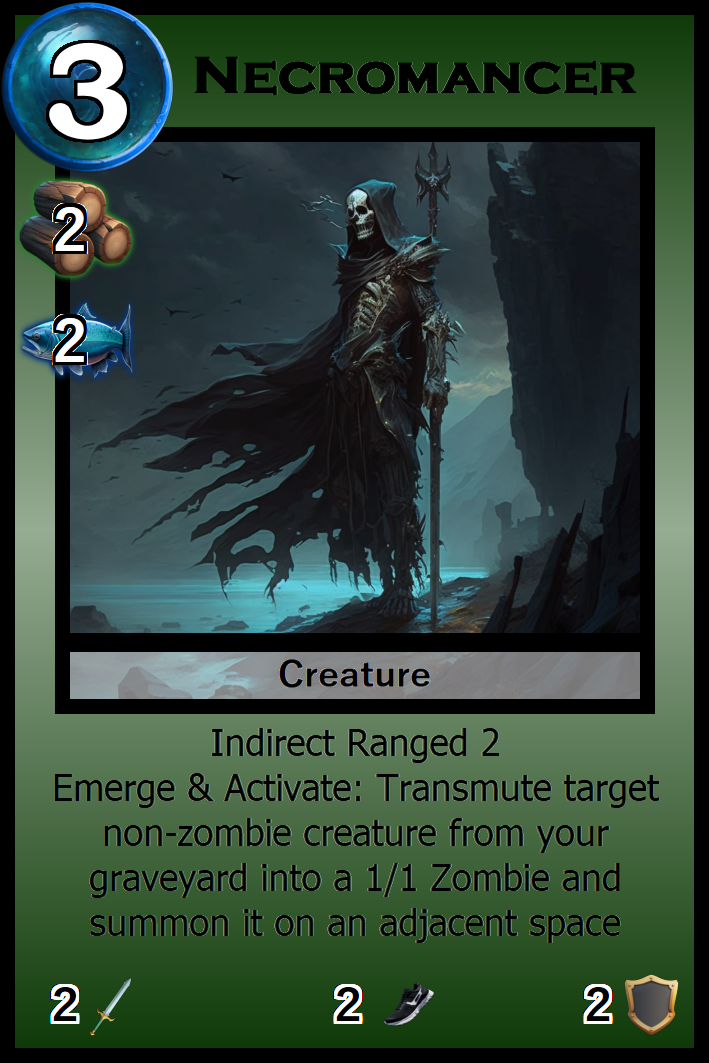 3
Necromancer
2
2
Creature
Indirect Ranged 2
Emerge & Activate: Transmute target
non-zombie creature from your
graveyard into a 1/1 Zombie and
summon it on an adjacent space
2 2 2